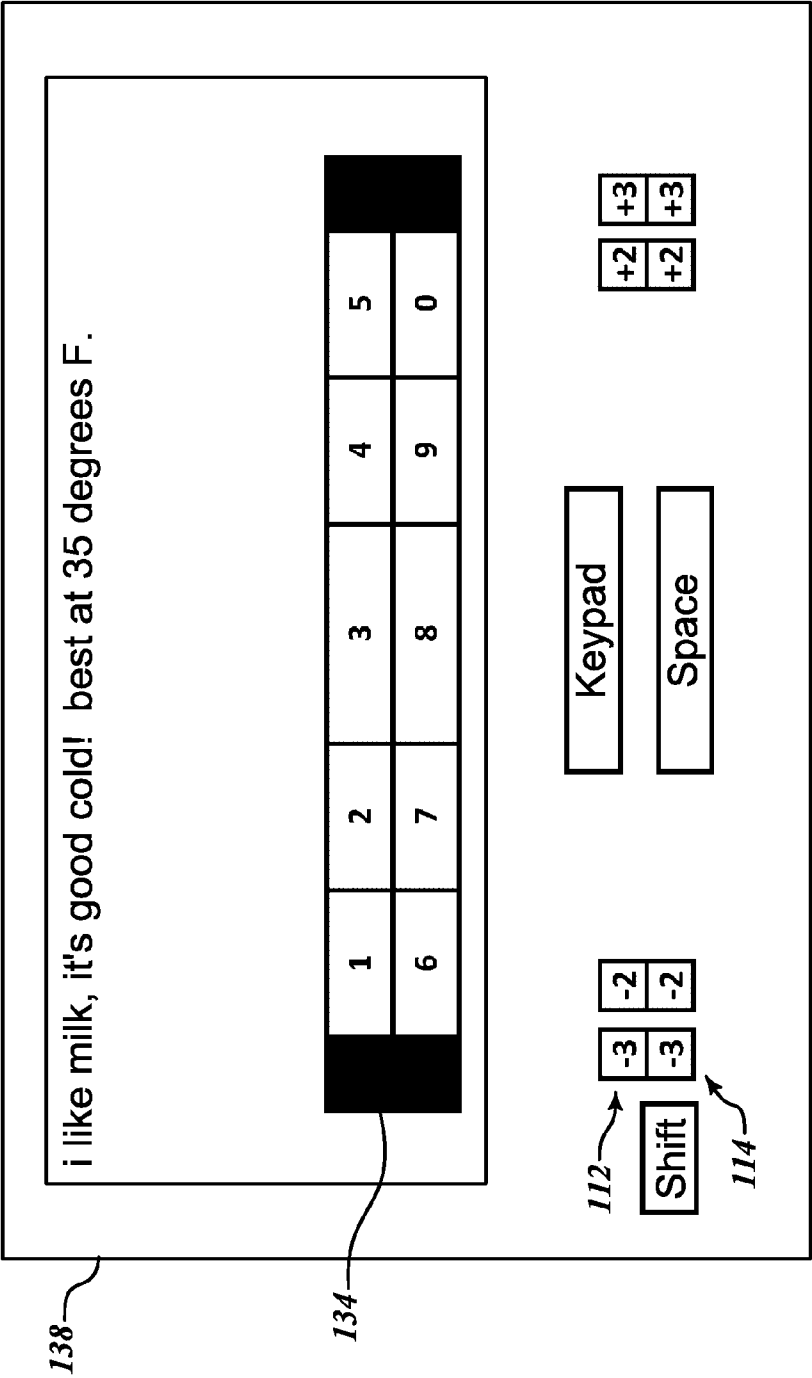 i like milk, it's good cold!  best at 35 degrees F.
1 2 3 4 5
6 7 8 9 0
-3 -2 Keypad +2 +3
-3 -2 Space +2 +3
Shift
112
114
134
138